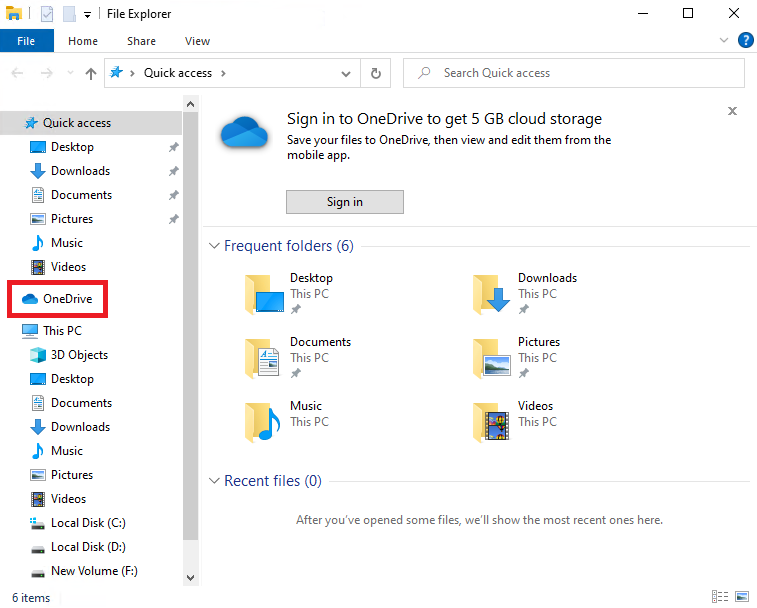 File Explorer
File Home Share View
Quick access
Search Quick access
Quick access
Desktop
Downloads
Documents
Pictures
Music
Videos
OneDrive
This PC
3D Objects
Desktop
Documents
Downloads
Music
Pictures
Videos
Local Disk (C:)
Local Disk (D:)
New Volume (F:)
Sign in to OneDrive to get 5 GB cloud storage
Save your files to OneDrive, then view and edit them from the
mobile app.
Sign in
Frequent folders (6)
Desktop
This PC
Downloads
This PC
Documents
This PC
Pictures
This PC
Music
This PC
Videos
This PC
Recent files (0)
After you've opened some files, we'll show the most recent ones here.
6 items